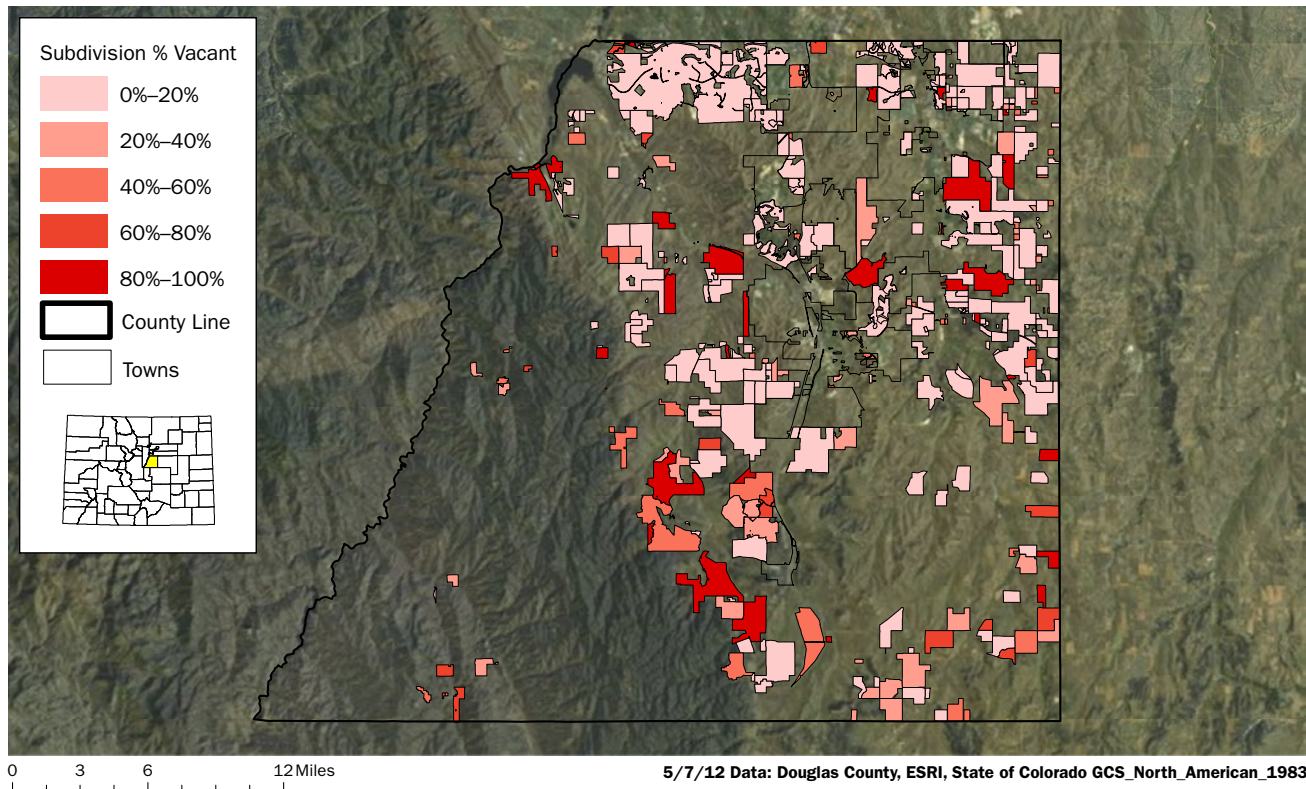 Subdivision % Vacant
0%–20%
20%–40%
40%–60%
60%–80%
80%–100%
County Line
Towns
0 3 6 12 Miles
5/7/12 Data: Douglas County, ESRI, State of Colorado GCS_North_American_1983